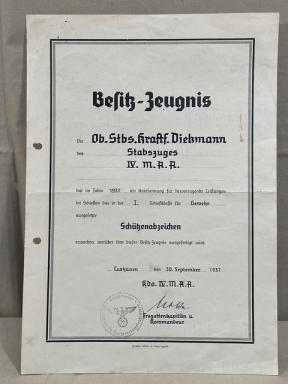 Besitz-Zeugnis
Der Ob. Stbs. Kraftf. Diekmann
des Stabszuges
IV. M. A. A.
hat im Jahre 1937 als Anerkennung für hervorragende Leistungen
im Schießen das in der I. Schießklasse für Gewehr
ausgesetzte
Schützenabzeichen
erworben, worüber ihm dieses Besitz-Zeugnis ausgefertigt wird.
Cuxhaven den 30. September 1937
Kdo. IV. M. A. A.
Fregattenkapitän u.
Kommandeur